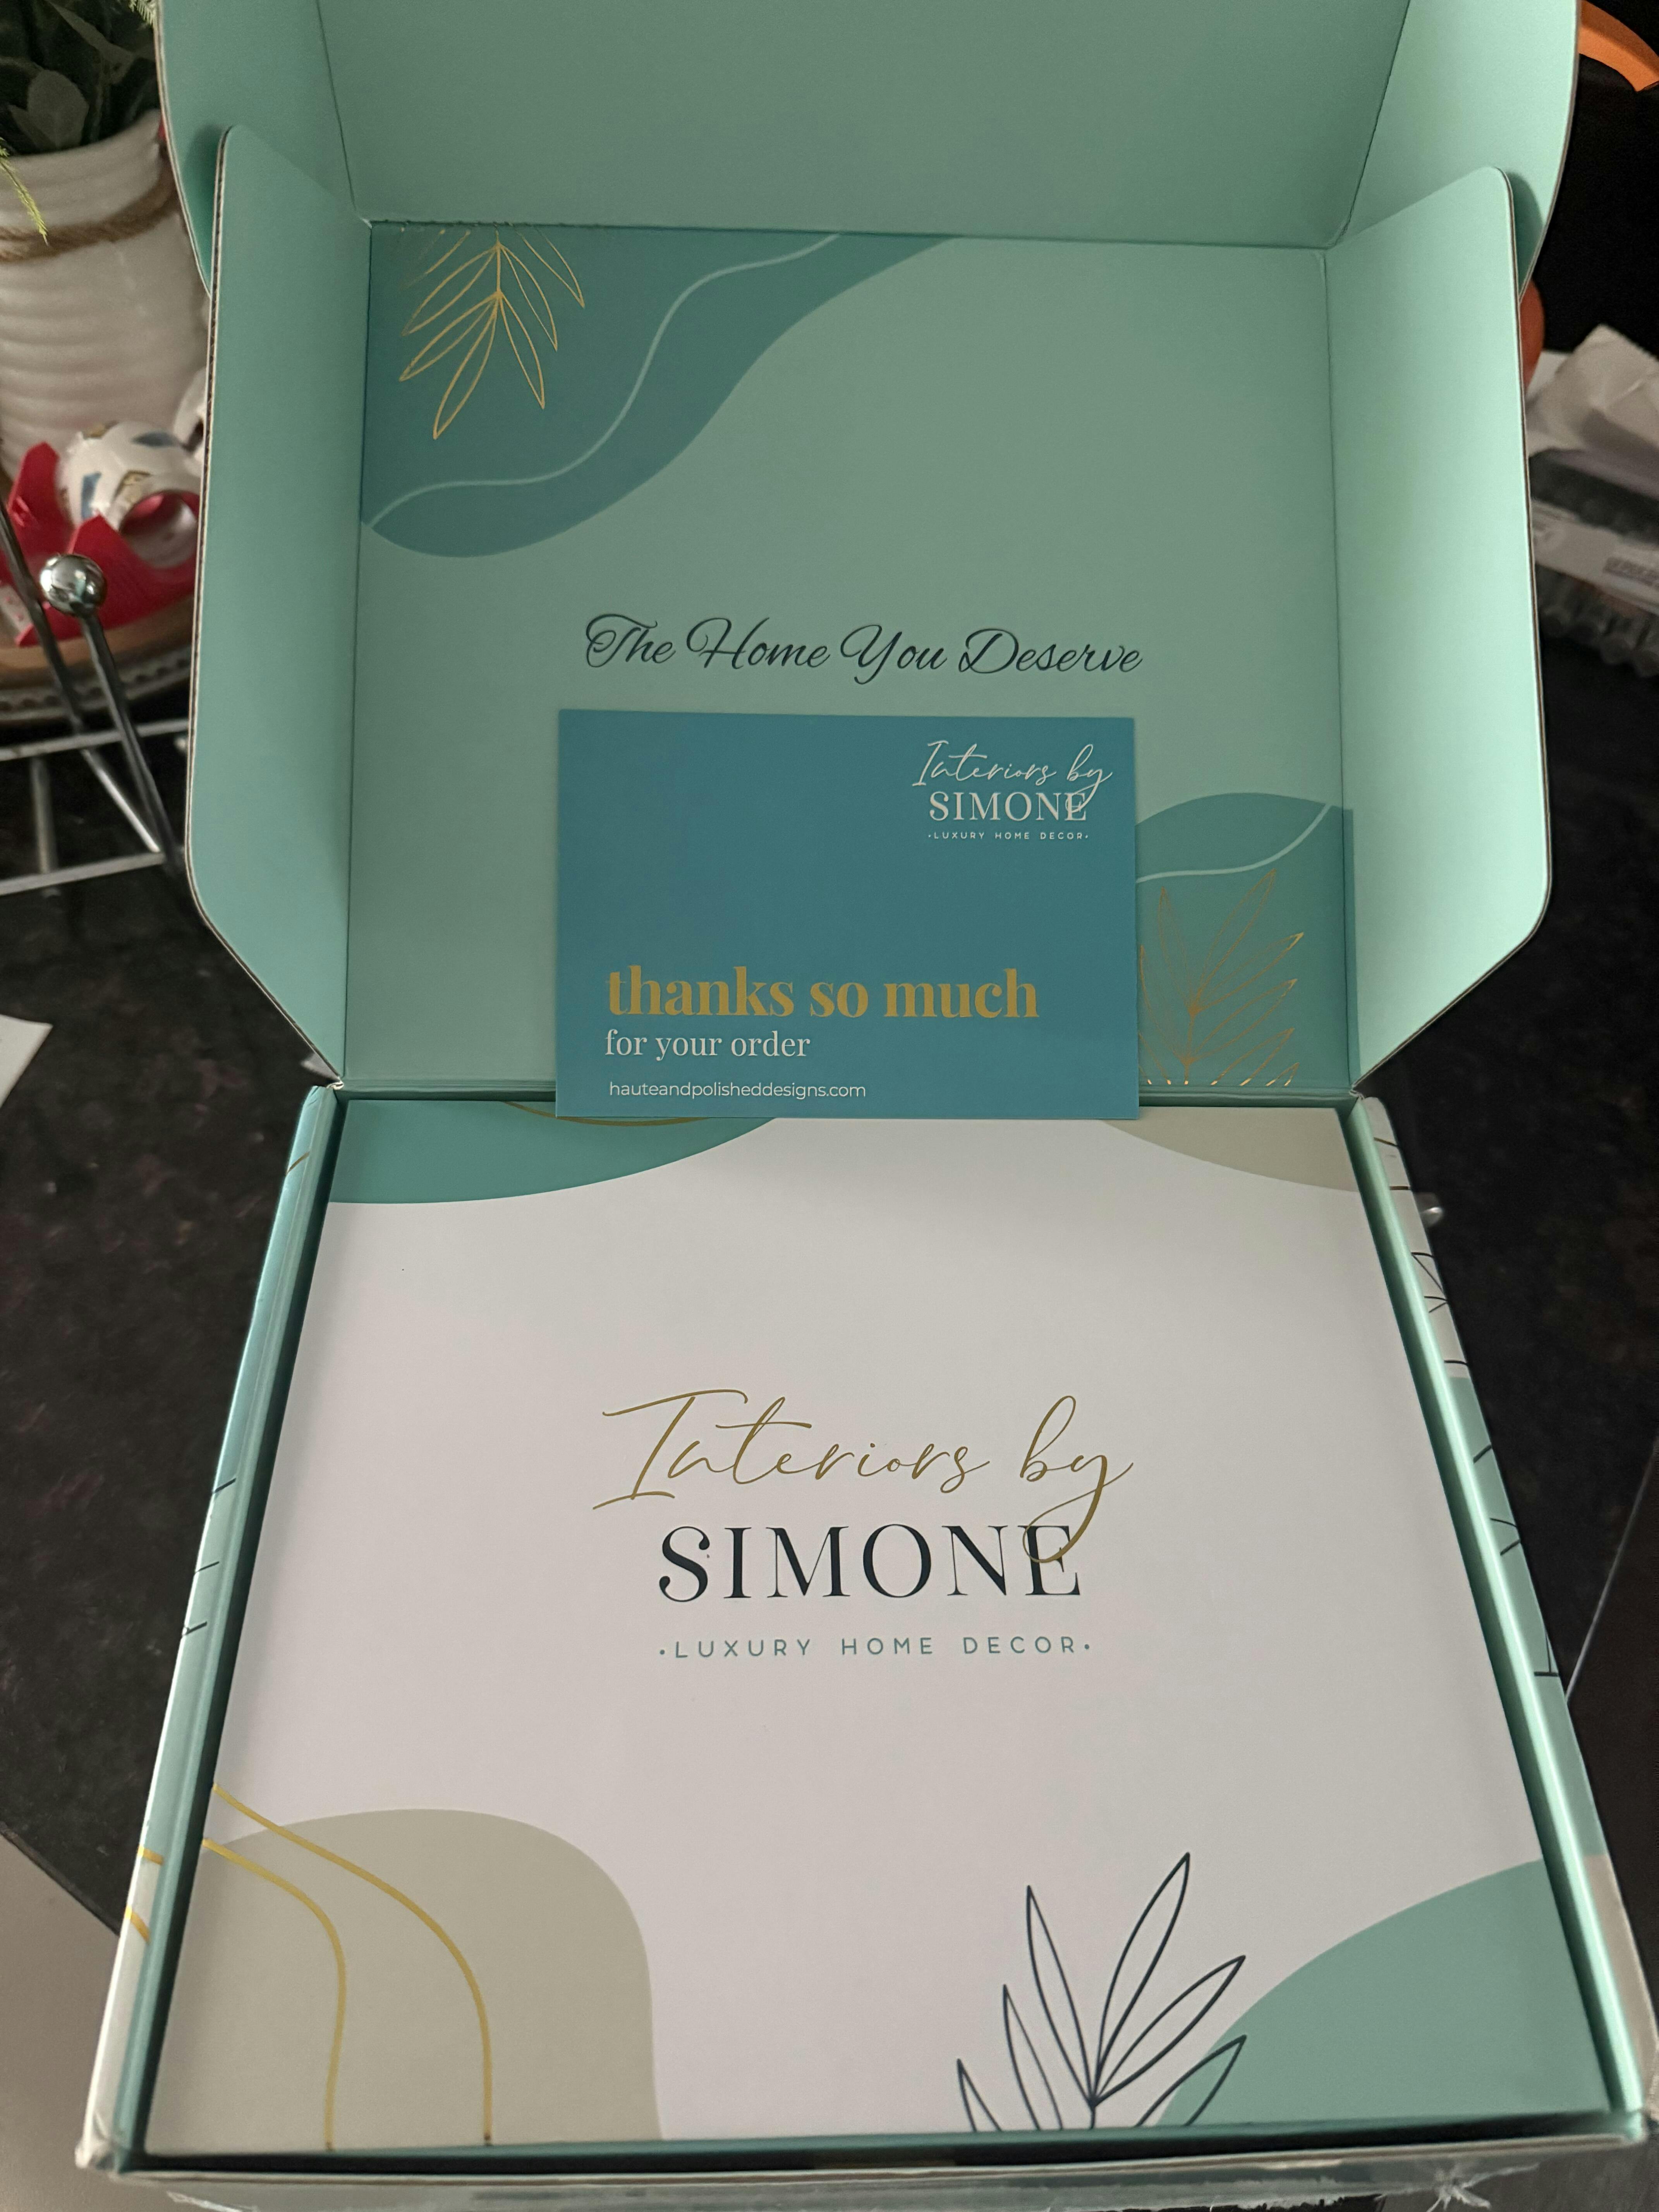 The Home You Deserve
Interiors by
SIMONE
•LUXURY HOME DECOR•
thanks so much
for your order
hauteandpolisheddesigns.com
Interiors by
SIMONE
•LUXURY HOME DECOR•